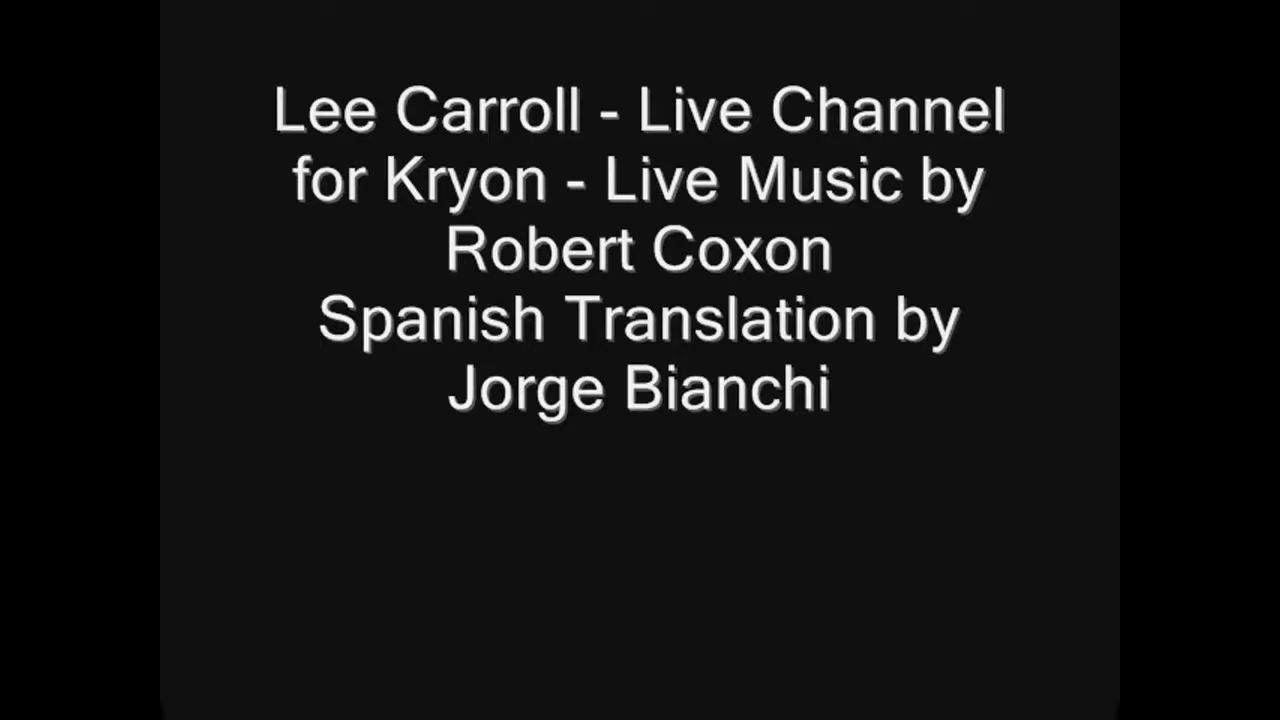 Lee Carroll - Live Channel
for Kryon - Live Music by
Robert Coxon
Spanish Translation by
Jorge Bianchi